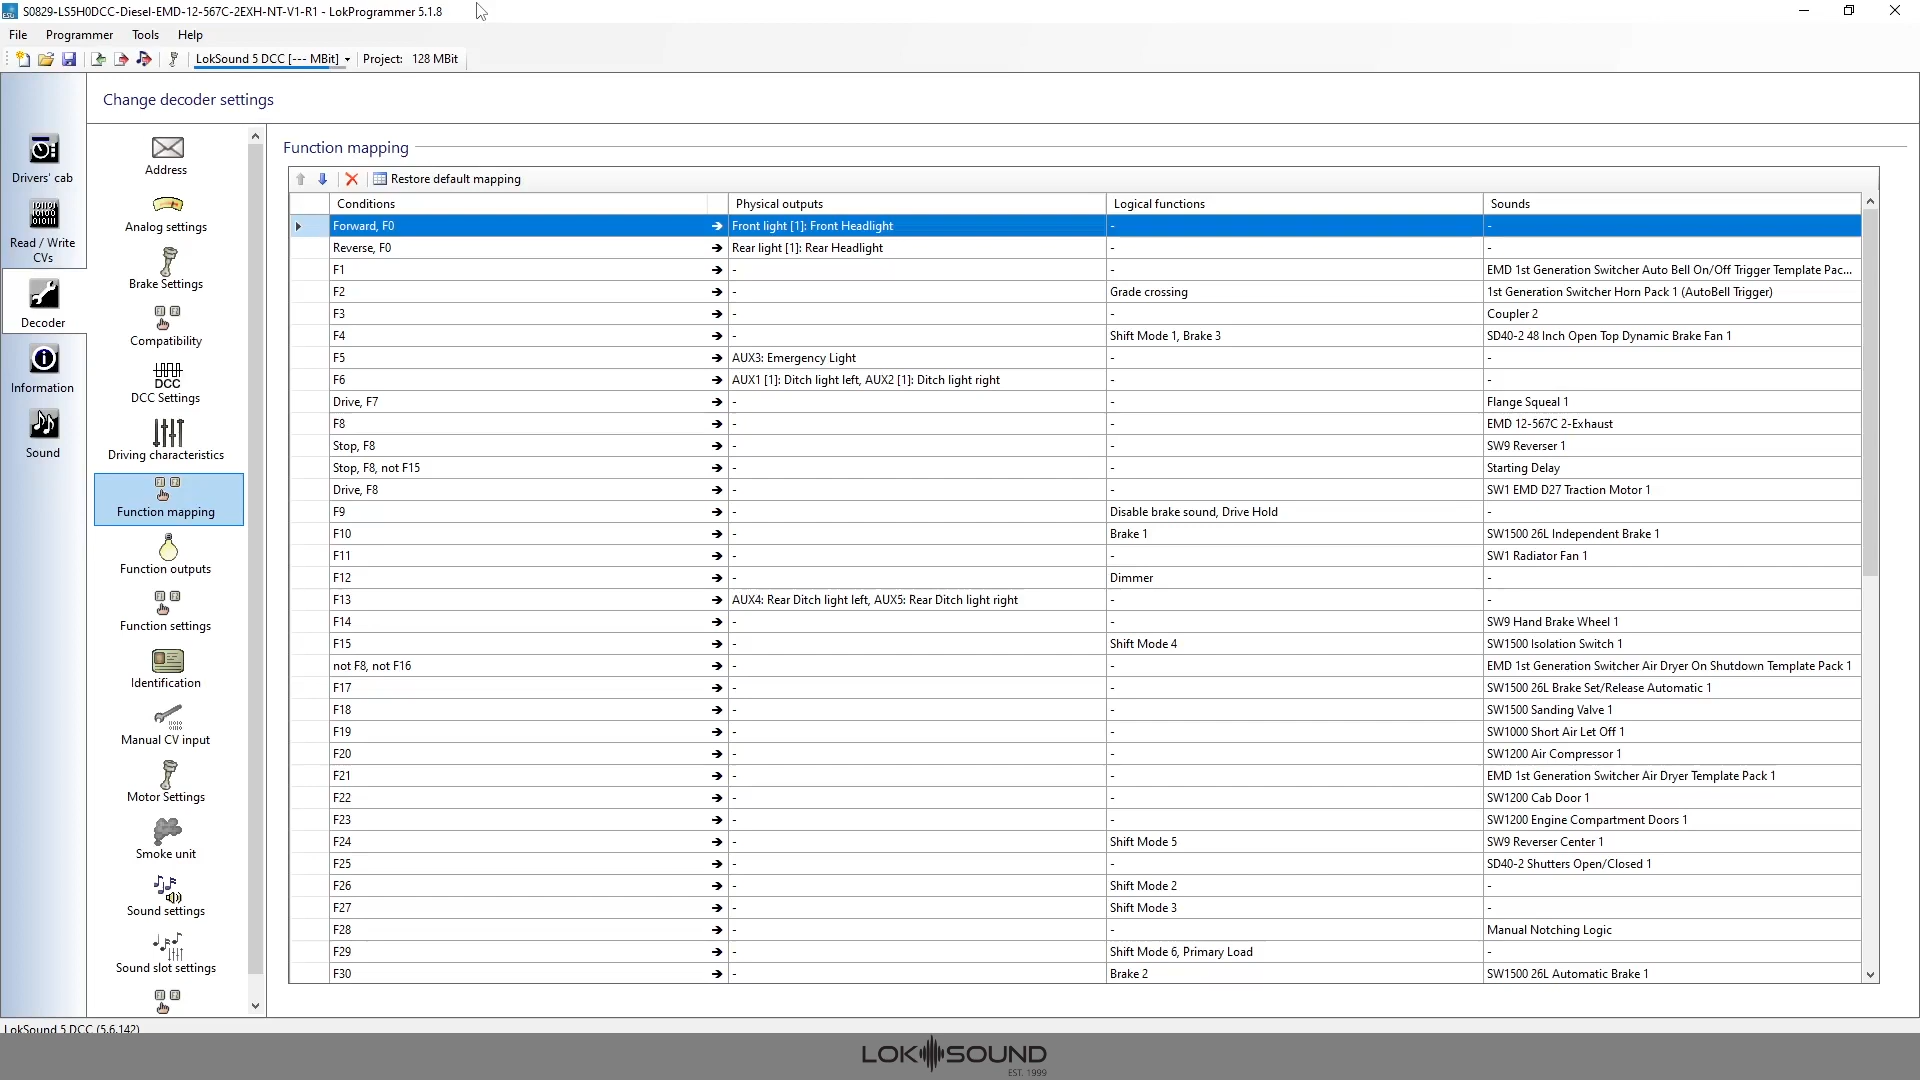 S0829-LS5H0DCC-Diesel-EMD-12-567C-2EXH-NT-V1-R1 - LokProgrammer 5.1.8
File Programmer Tools Help
LokSound 5 DCC [--- MBit] Project: 128 MBit
Change decoder settings
Drivers' cab
Read / Write
CVs
Decoder
Information
Sound
Address
Analog settings
Brake Settings
Compatibility
DCC
DCC Settings
Driving characteristics
Function mapping
Function outputs
Function settings
Identification
Manual CV input
Motor Settings
Smoke unit
Sound settings
Sound slot settings
Function mapping
Restore default mapping
Conditions Physical outputs Logical functions Sounds
Forward, F0 Front light [1]: Front Headlight - -
Reverse, F0 Rear light [1]: Rear Headlight - -
F1 - - EMD 1st Generation Switcher Auto Bell On/Off Trigger Template Pac...
F2 - Grade crossing 1st Generation Switcher Horn Pack 1 (AutoBell Trigger)
F3 - - Coupler 2
F4 - Shift Mode 1, Brake 3 SD40-2 48 Inch Open Top Dynamic Brake Fan 1
F5 AUX3: Emergency Light - -
F6 AUX1 [1]: Ditch light left, AUX2 [1]: Ditch light right - -
Drive, F7 - - Flange Squeal 1
F8 - - EMD 12-567C 2-Exhaust
Stop, F8 - - SW9 Reverser 1
Stop, F8, not F15 - - Starting Delay
Drive, F8 - - SW1 EMD D27 Traction Motor 1
F9 - Disable brake sound, Drive Hold -
F10 - Brake 1 SW1500 26L Independent Brake 1
F11 - - SW1 Radiator Fan 1
F12 - Dimmer -
F13 AUX4: Rear Ditch light left, AUX5: Rear Ditch light right - -
F14 - - SW9 Hand Brake Wheel 1
F15 - Shift Mode 4 SW1500 Isolation Switch 1
not F8, not F16 - - EMD 1st Generation Switcher Air Dryer On Shutdown Template Pack 1
F17 - - SW1500 26L Brake Set/Release Automatic 1
F18 - - SW1500 Sanding Valve 1
F19 - - SW1000 Short Air Let Off 1
F20 - - SW1200 Air Compressor 1
F21 - - EMD 1st Generation Switcher Air Dryer Template Pack 1
F22 - - SW1200 Cab Door 1
F23 - - SW1200 Engine Compartment Doors 1
F24 - Shift Mode 5 SW9 Reverser Center 1
F25 - - SD40-2 Shutters Open/Closed 1
F26 - Shift Mode 2 -
F27 - Shift Mode 3 -
F28 - - Manual Notching Logic
F29 - Shift Mode 6, Primary Load -
F30 - Brake 2 SW1500 26L Automatic Brake 1
LokSound 5 DCC (5.6.142)
LOKSOUND
EST. 1999